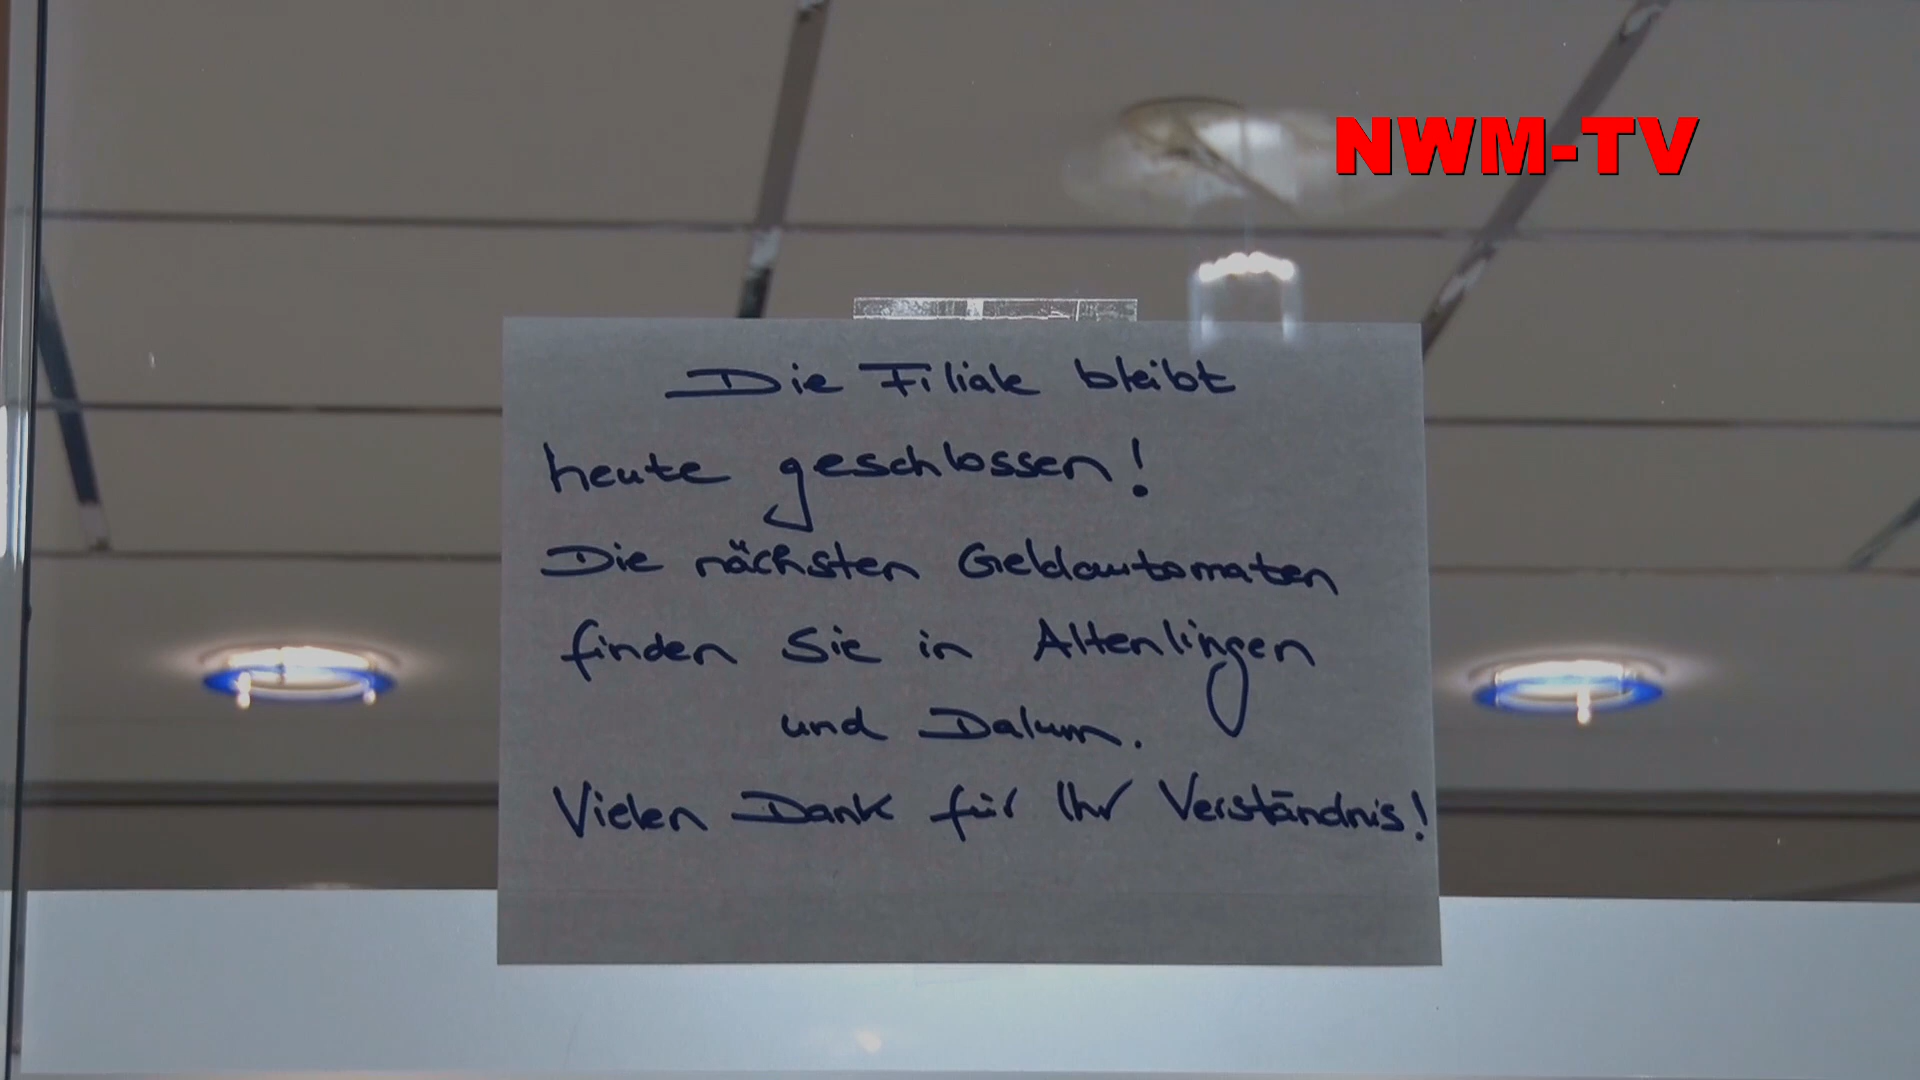 NWM-TV
Die Filiale bleibt
heute geschlossen!
Die nächsten Geldautomaten
finden Sie in Altenlingen
und Dalum.
Vielen Dank für Ihr Verständnis!